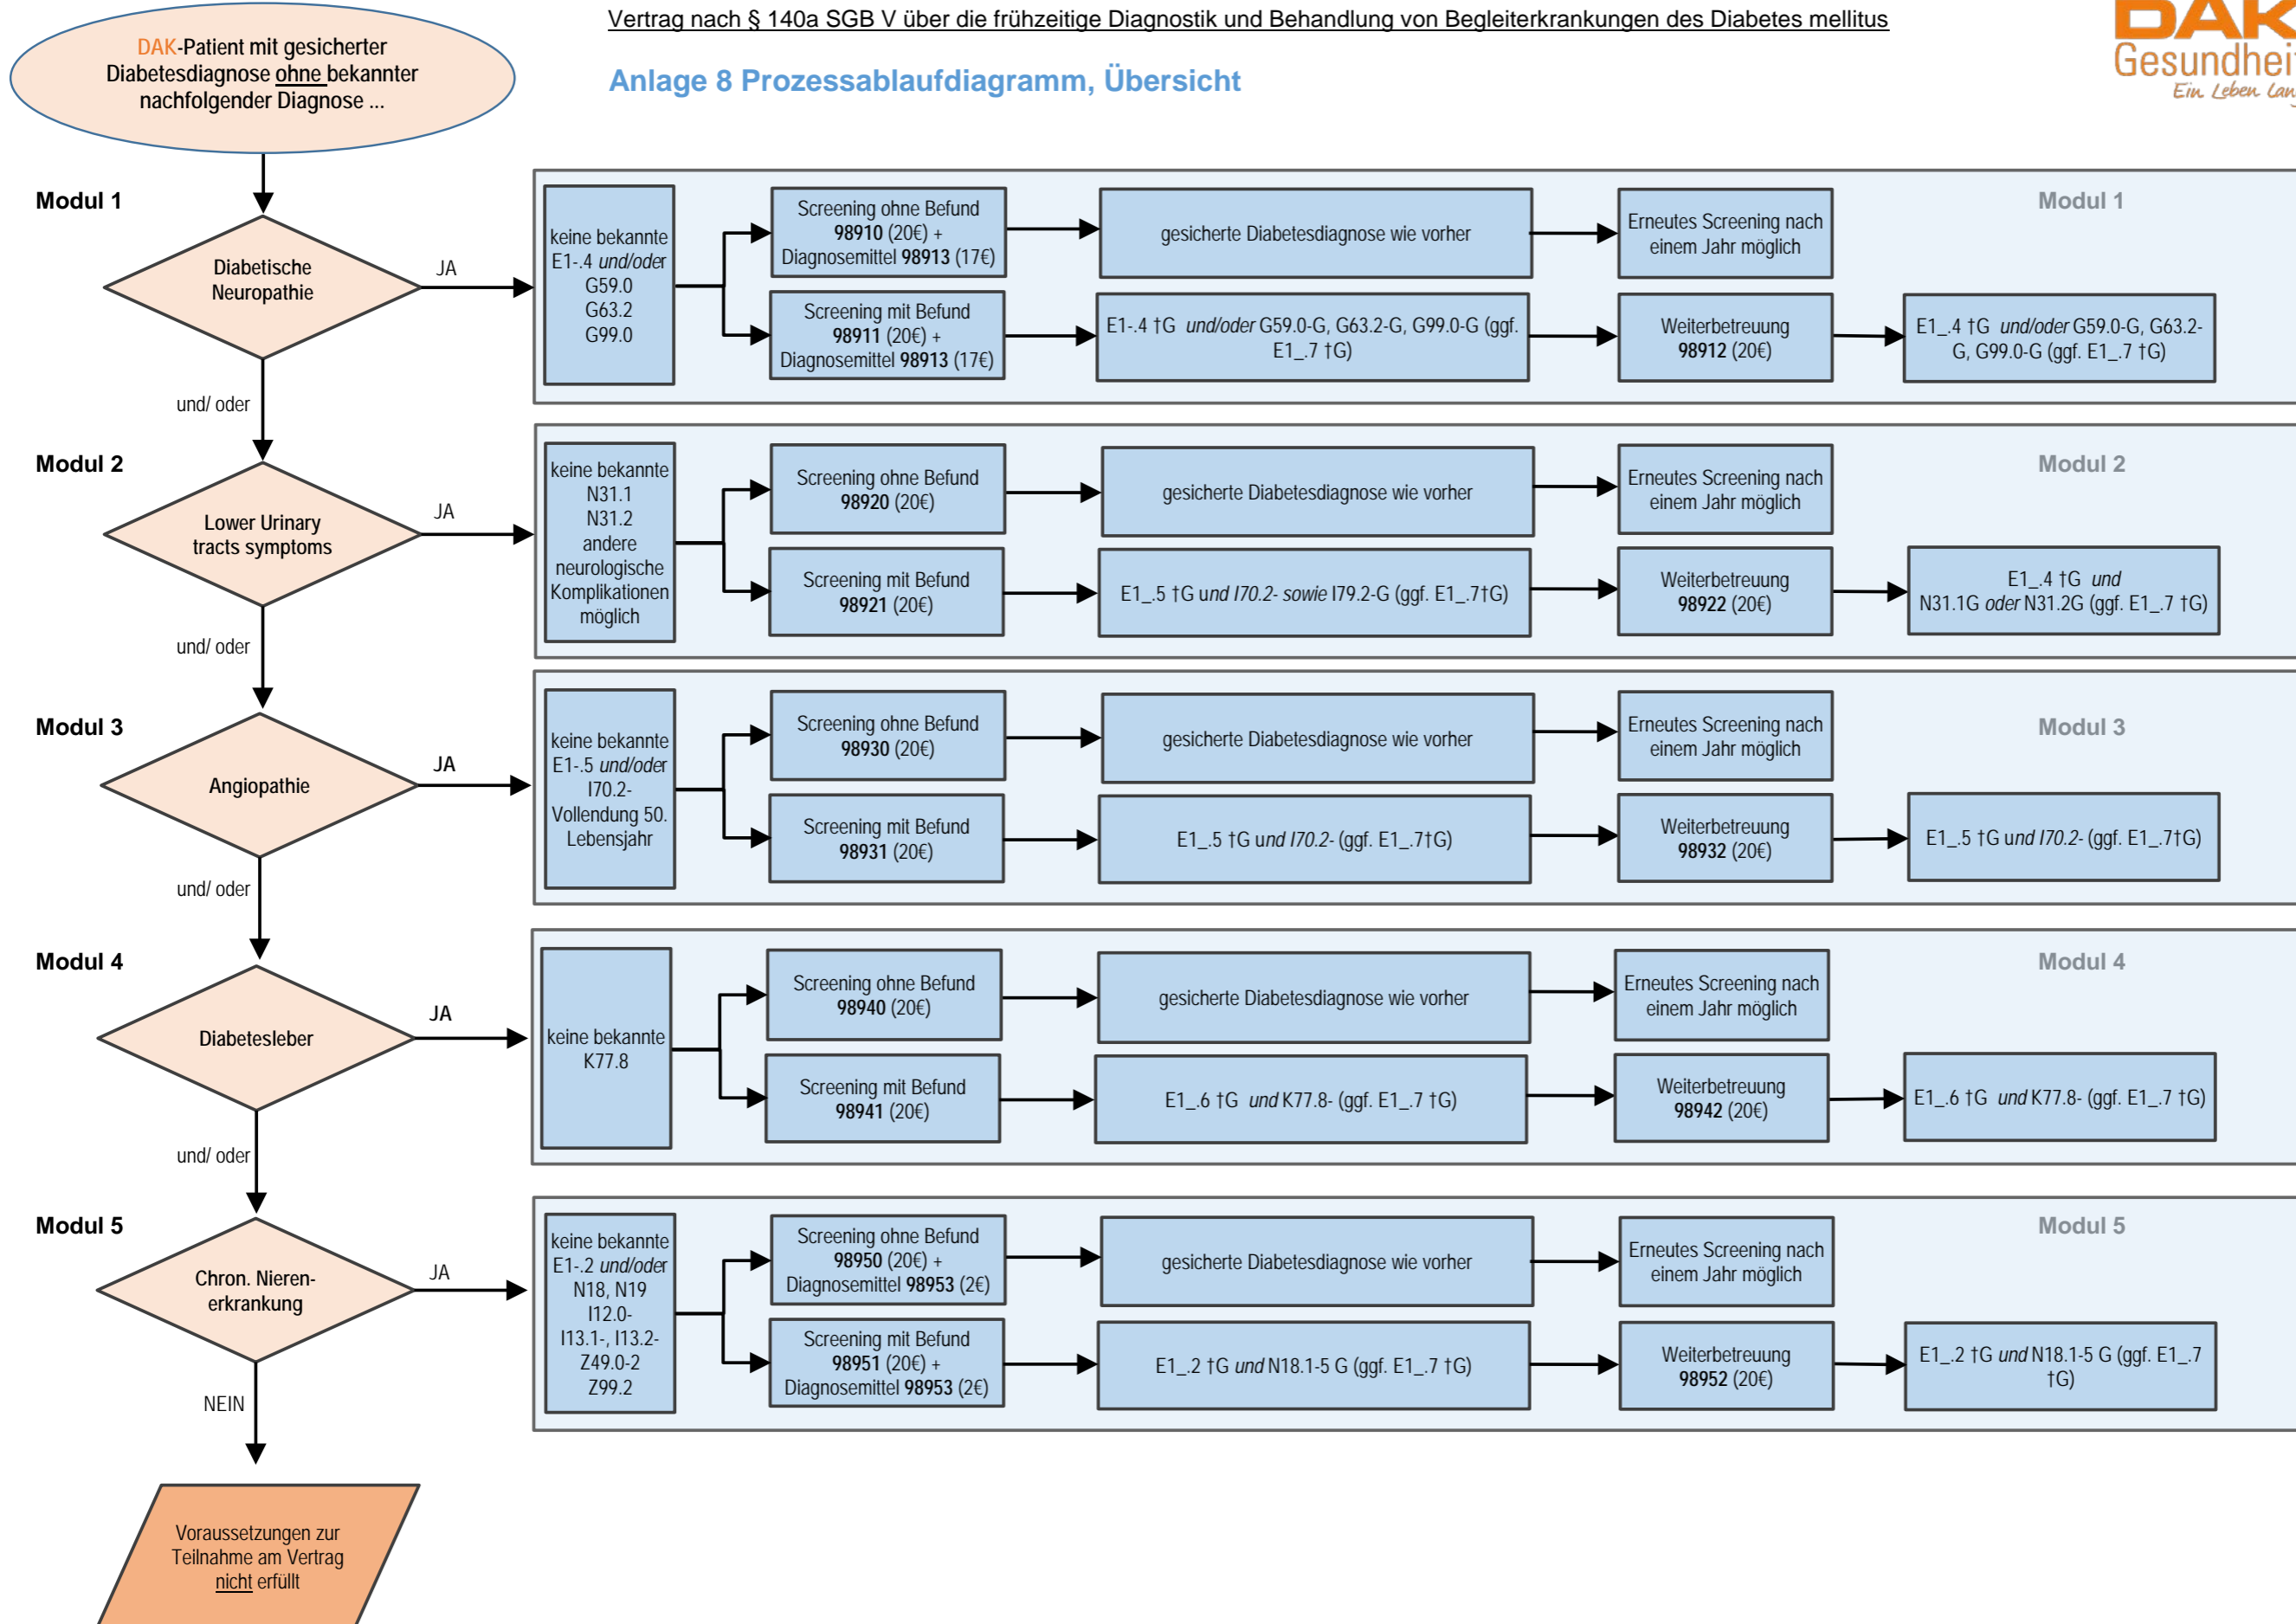 Vertrag nach § 140a SGB V über die frühzeitige Diagnostik und Behandlung von Begleiterkrankungen des Diabetes mellitus
DAK
Gesundheit
Ein Leben lan
DAK-Patient mit gesicherter
Diabetesdiagnose ohne bekannter
nachfolgender Diagnose ...
Anlage 8 Prozessablaufdiagramm, Übersicht
Modul 1
Diabetische
Neuropathie
JA
keine bekannte
E1-.4 und/oder
G59.0
G63.2
G99.0
Screening ohne Befund
98910 (20€) +
Diagnosemittel 98913 (17€)
gesicherte Diabetesdiagnose wie vorher
Erneutes Screening nach
einem Jahr möglich
Modul 1
Screening mit Befund
98911 (20€) +
Diagnosemittel 98913 (17€)
E1-.4 †G und/oder G59.0-G, G63.2-G, G99.0-G (ggf.
E1_.7 †G)
Weiterbetreuung
98912 (20€)
E1_.4 †G und/oder G59.0-G, G63.2-
G, G99.0-G (ggf. E1_.7 †G)
und/ oder
Modul 2
Lower Urinary
tracts symptoms
JA
keine bekannte
N31.1
N31.2
andere
neurologische
Komplikationen
möglich
Screening ohne Befund
98920 (20€)
gesicherte Diabetesdiagnose wie vorher
Erneutes Screening nach
einem Jahr möglich
Modul 2
Screening mit Befund
98921 (20€)
E1_.5 †G und I70.2- sowie I79.2-G (ggf. E1_.7†G)
Weiterbetreuung
98922 (20€)
E1_.4 †G und
N31.1G oder N31.2G (ggf. E1_.7 †G)
und/ oder
Modul 3
Angiopathie
JA
keine bekannte
E1-.5 und/oder
I70.2-
Vollendung 50.
Lebensjahr
Screening ohne Befund
98930 (20€)
gesicherte Diabetesdiagnose wie vorher
Erneutes Screening nach
einem Jahr möglich
Modul 3
Screening mit Befund
98931 (20€)
E1_.5 †G und I70.2- (ggf. E1_.7†G)
Weiterbetreuung
98932 (20€)
E1_.5 †G und I70.2- (ggf. E1_.7†G)
und/ oder
Modul 4
Diabetesleber
JA
keine bekannte
K77.8
Screening ohne Befund
98940 (20€)
gesicherte Diabetesdiagnose wie vorher
Erneutes Screening nach
einem Jahr möglich
Modul 4
Screening mit Befund
98941 (20€)
E1_.6 †G und K77.8- (ggf. E1_.7 †G)
Weiterbetreuung
98942 (20€)
E1_.6 †G und K77.8- (ggf. E1_.7 †G)
und/ oder
Modul 5
Chron. Nieren-
erkrankung
JA
keine bekannte
E1-.2 und/oder
N18, N19
I12.0-
I13.1-, I13.2-
Z49.0-2
Z99.2
Screening ohne Befund
98950 (20€) +
Diagnosemittel 98953 (2€)
gesicherte Diabetesdiagnose wie vorher
Erneutes Screening nach
einem Jahr möglich
Modul 5
Screening mit Befund
98951 (20€) +
Diagnosemittel 98953 (2€)
E1_.2 †G und N18.1-5 G (ggf. E1_.7 †G)
Weiterbetreuung
98952 (20€)
E1_.2 †G und N18.1-5 G (ggf. E1_.7
†G)
NEIN
Voraussetzungen zur
Teilnahme am Vertrag
nicht erfüllt